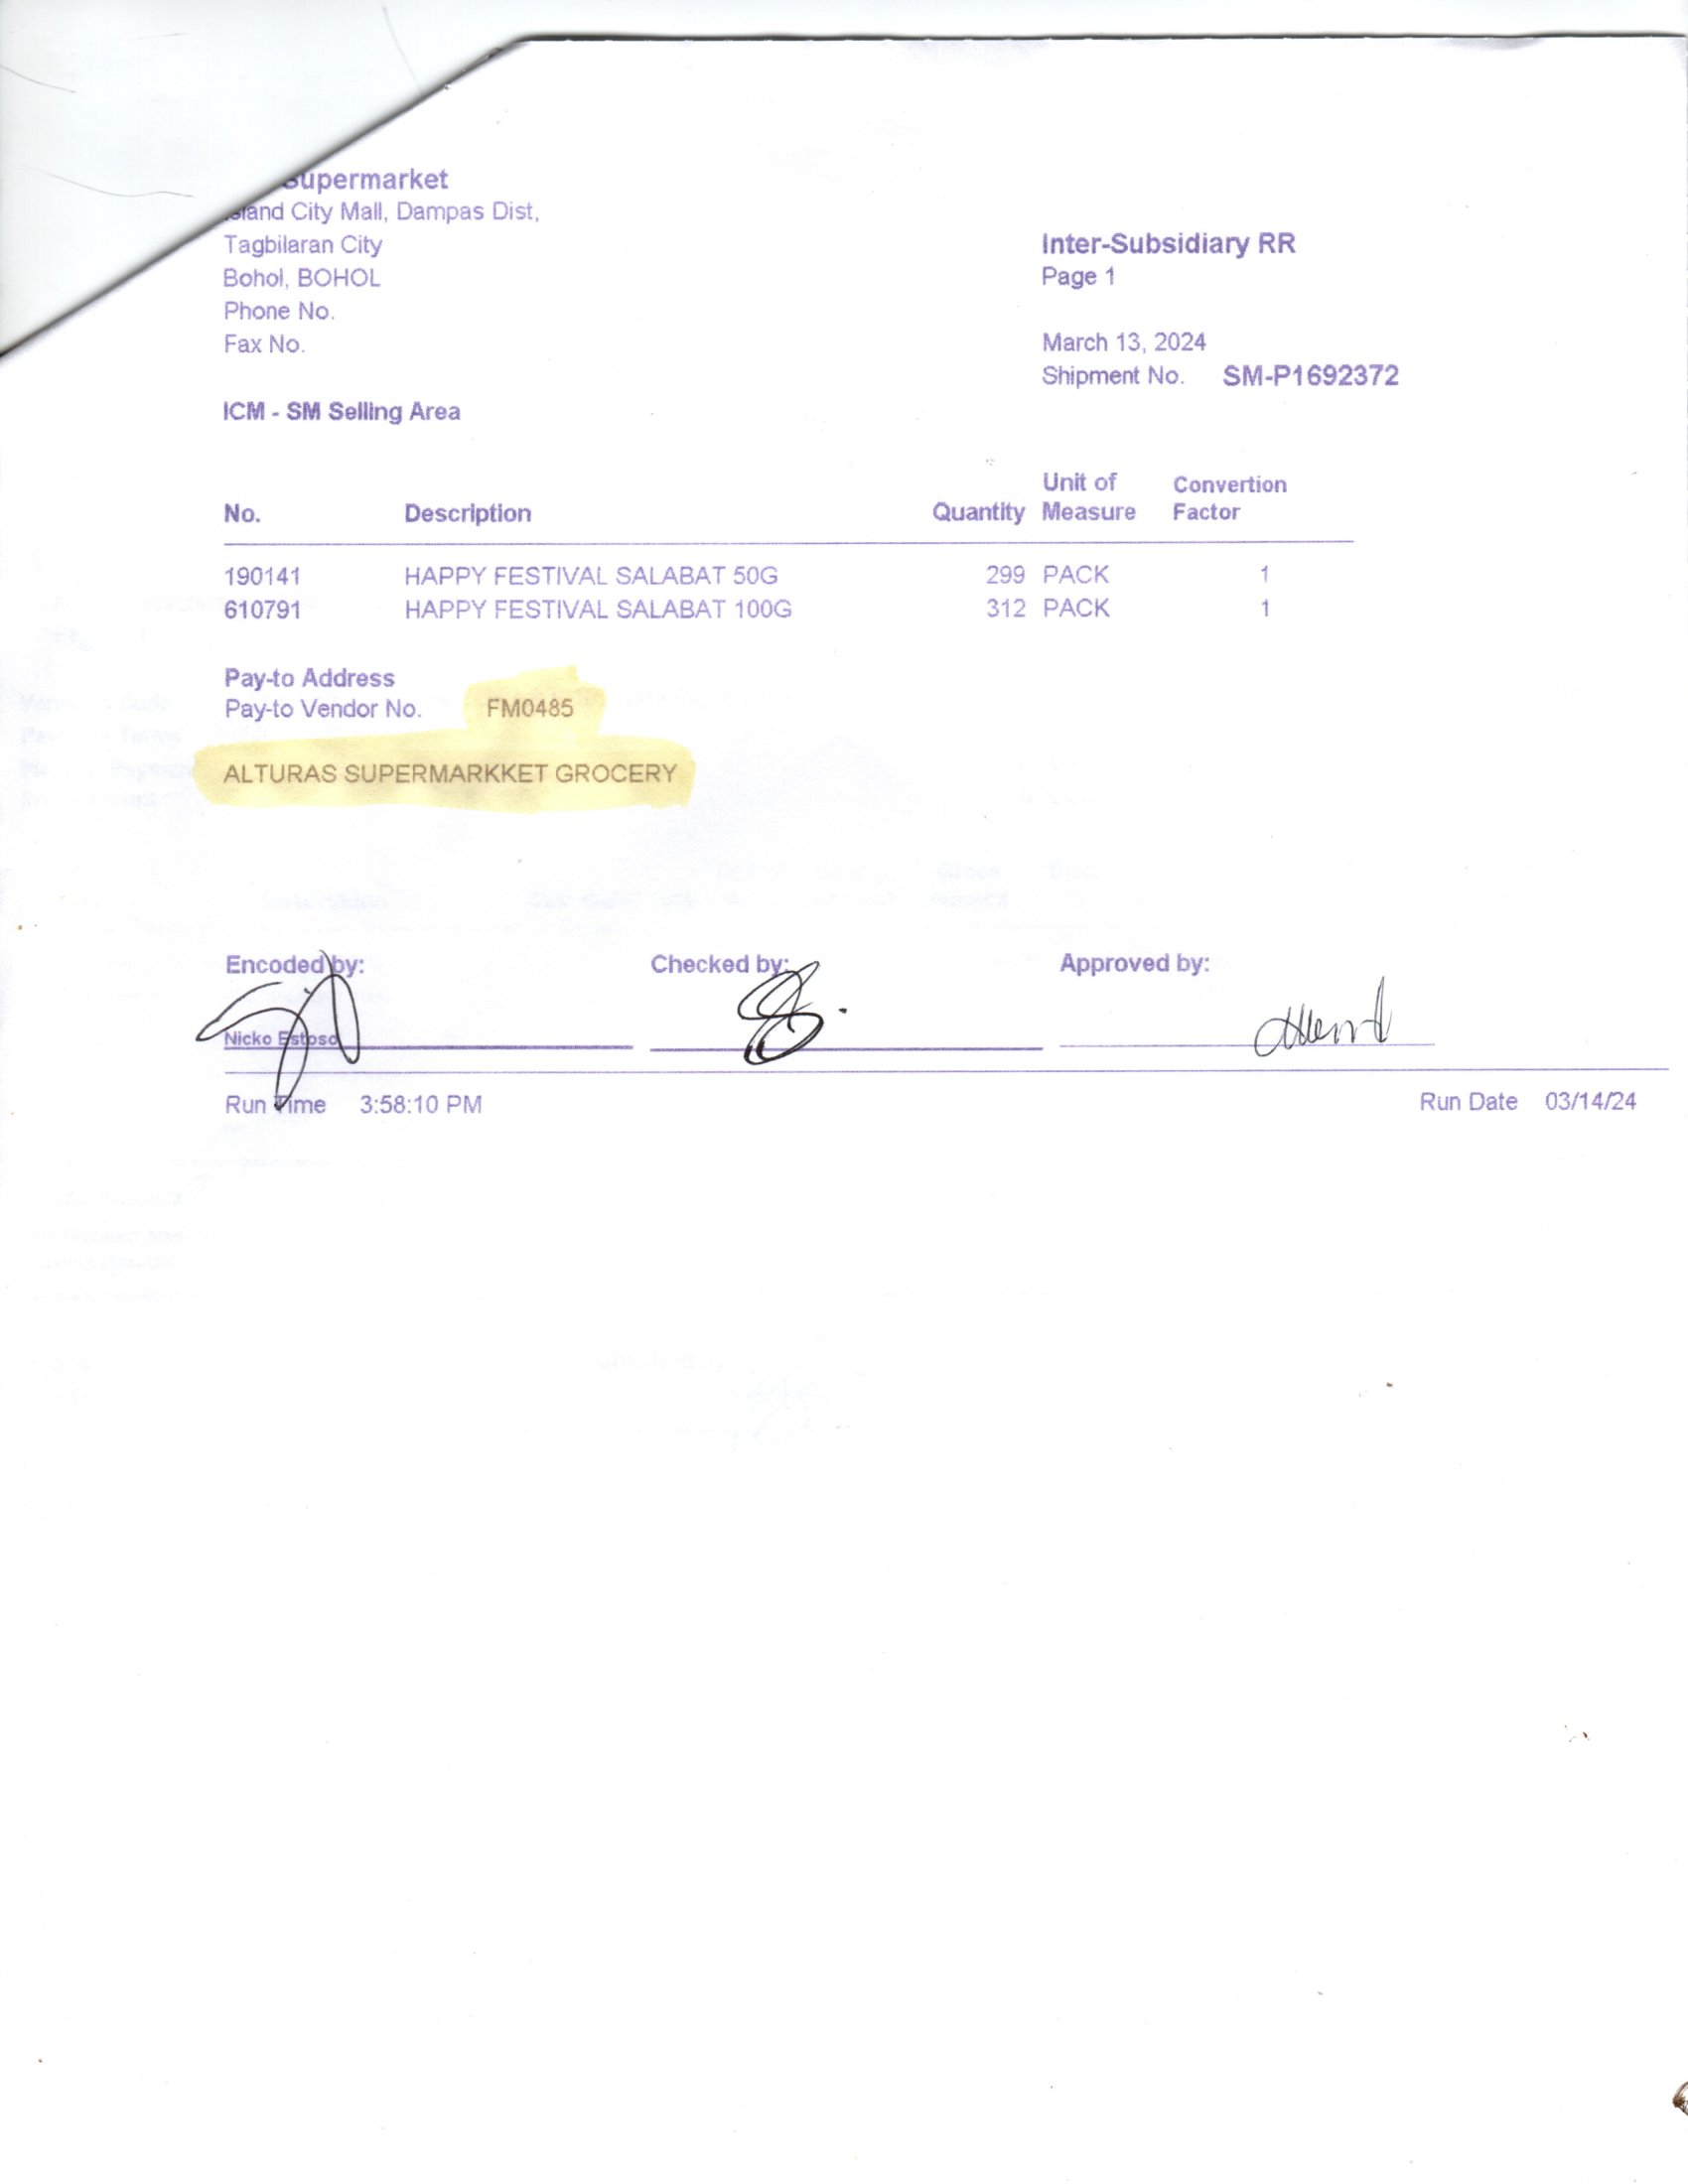 Supermarket
Island City Mall, Dampas Dist,
Tagbilaran City
Bohol, BOHOL
Phone No.
Fax No.
Inter-Subsidiary RR
Page 1
March 13, 2024
Shipment No. SM-P1692372
ICM - SM Selling Area
No. Description Quantity Unit of Measure Convertion Factor
190141 HAPPY FESTIVAL SALABAT 50G 299 PACK 1
610791 HAPPY FESTIVAL SALABAT 100G 312 PACK 1
Pay-to Address
Pay-to Vendor No. FM0485
ALTURAS SUPERMARKKET GROCERY
Encoded by: Checked by: Approved by:
Nicko Estoso
Run Time 3:58:10 PM Run Date 03/14/24